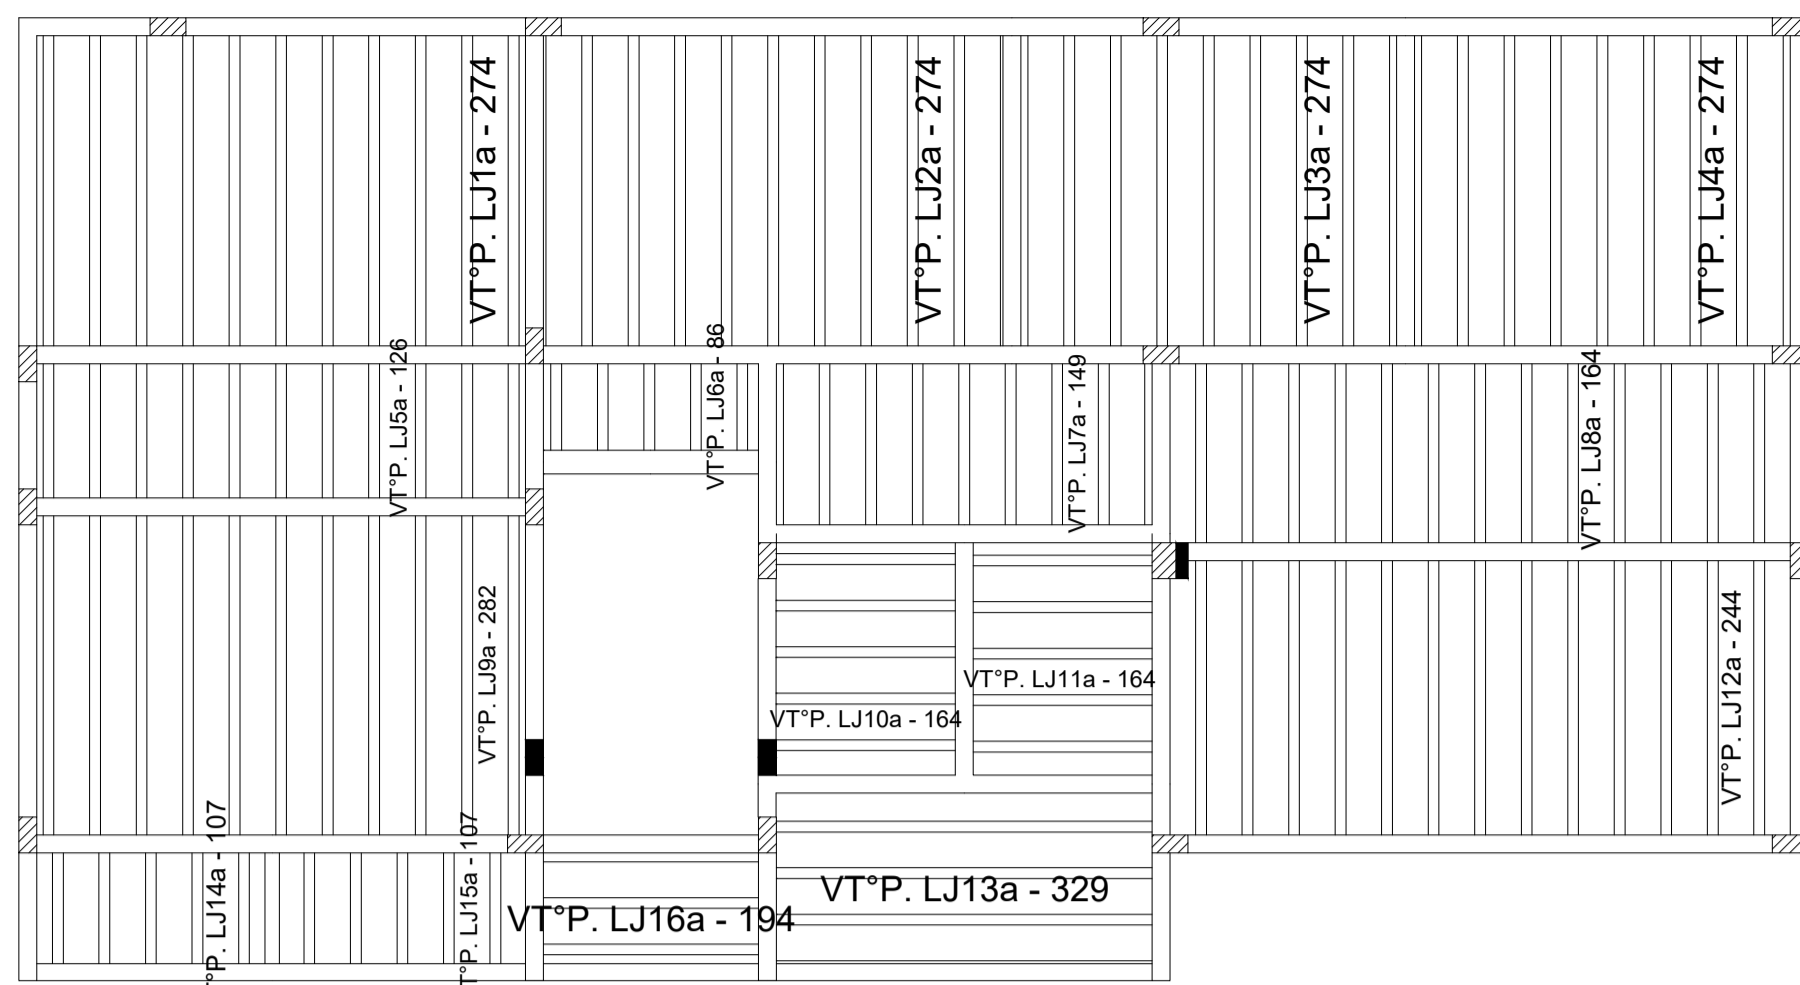 VT°P. LJ1a - 274
VT°P. LJ2a - 274
VT°P. LJ3a - 274
VT°P. LJ4a - 274
VT°P. LJ5a - 126
VT°P. LJ6a - 86
VT°P. LJ7a - 149
VT°P. LJ8a - 164
VT°P. LJ9a - 282
VT°P. LJ10a - 164
VT°P. LJ11a - 164
VT°P. LJ12a - 244
VT°P. LJ13a - 329
°P. LJ14a - 107
T°P. LJ15a - 107
VT°P. LJ16a - 194